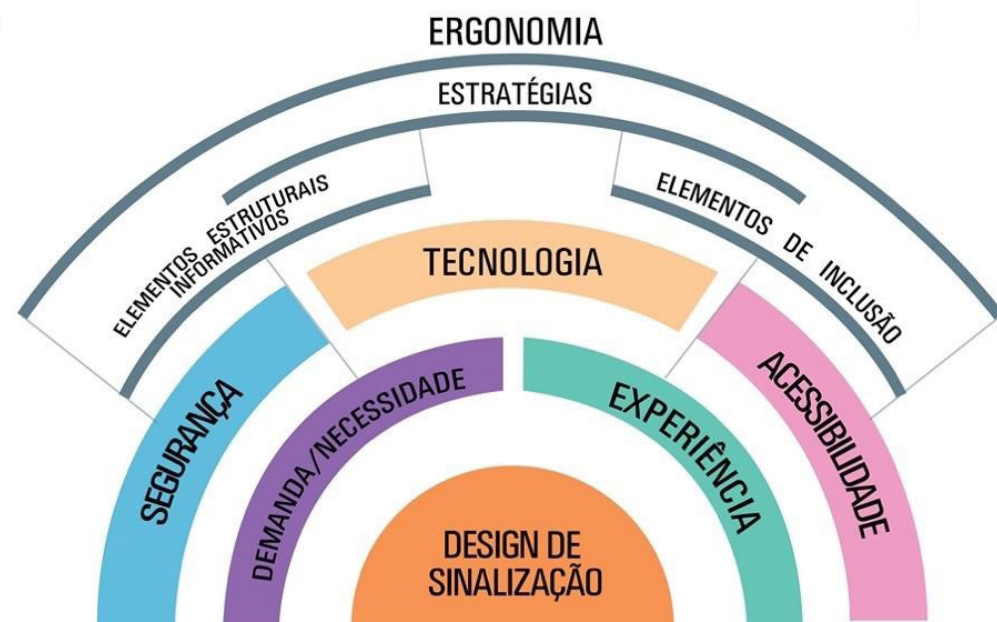 ERGONOMIA
ESTRATÉGIAS
ELEMENTOS ESTRUTURAIS
INFORMATIVOS
ELEMENTOS DE INCLUSÃO
TECNOLOGIA
SEGURANÇA
DEMANDA/NECESSIDADE
EXPERIÊNCIA
ACESSIBILIDADE
DESIGN DE
SINALIZAÇÃO